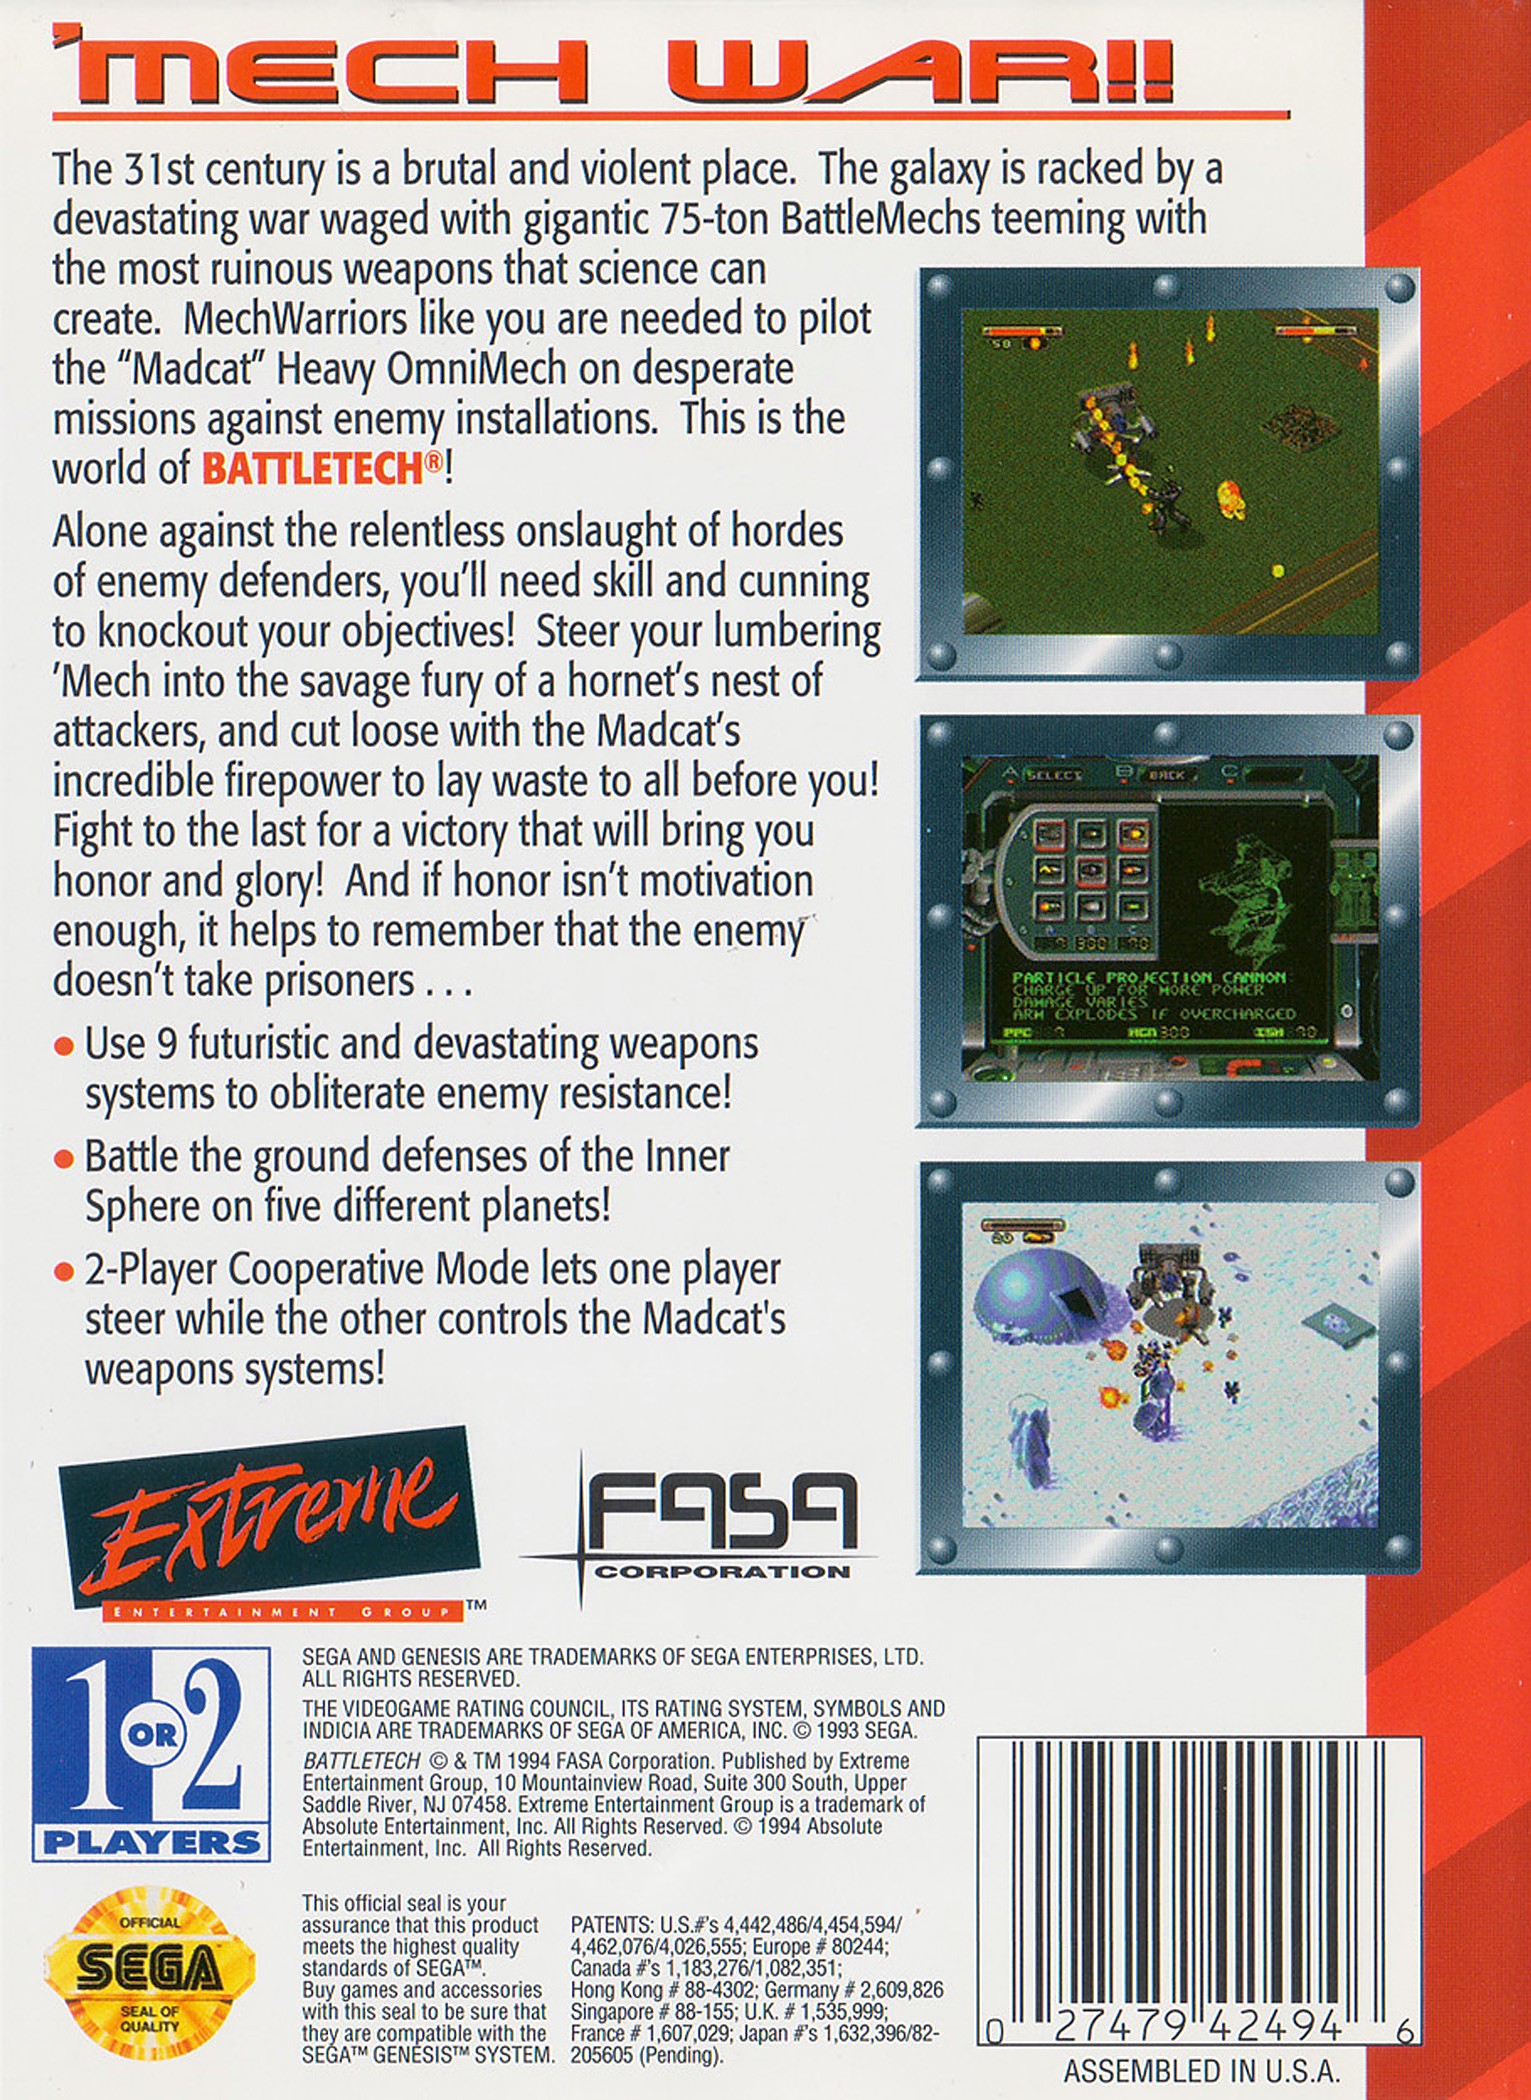 'MECH WAR!!
The 31st century is a brutal and violent place. The galaxy is racked by a
devastating war waged with gigantic 75-ton BattleMechs teeming with
the most ruinous weapons that science can
create. MechWarriors like you are needed to pilot
the “Madcat” Heavy OmniMech on desperate
missions against enemy installations. This is the
world of BATTLETECH®!
Alone against the relentless onslaught of hordes
of enemy defenders, you'll need skill and cunning
to knockout your objectives! Steer your lumbering
'Mech into the savage fury of a hornet's nest of
attackers, and cut loose with the Madcat's
incredible firepower to lay waste to all before you!
Fight to the last for a victory that will bring you
honor and glory! And if honor isn't motivation
enough, it helps to remember that the enemy
doesn't take prisoners . . .
• Use 9 futuristic and devastating weapons
systems to obliterate enemy resistance!
• Battle the ground defenses of the Inner
Sphere on five different planets!
• 2-Player Cooperative Mode lets one player
steer while the other controls the Madcat's
weapons systems!
58
A SELECT B BACK C
A B C
300
PARTICLE PROJECTION CANNON
CHARGE UP FOR MORE POWER
DAMAGE VARIES
ARM EXPLODES IF OVERCHARGED
PPC MGN 300
20
Extreme
ENTERTAINMENT GROUP™
FASA
CORPORATION
1 OR 2
PLAYERS
SEGA AND GENESIS ARE TRADEMARKS OF SEGA ENTERPRISES, LTD.
ALL RIGHTS RESERVED.
THE VIDEOGAME RATING COUNCIL, ITS RATING SYSTEM, SYMBOLS AND
INDICIA ARE TRADEMARKS OF SEGA OF AMERICA, INC. © 1993 SEGA.
BATTLETECH © & TM 1994 FASA Corporation. Published by Extreme
Entertainment Group, 10 Mountainview Road, Suite 300 South, Upper
Saddle River, NJ 07458. Extreme Entertainment Group is a trademark of
Absolute Entertainment, Inc. All Rights Reserved. © 1994 Absolute
Entertainment, Inc. All Rights Reserved.
OFFICIAL
SEGA
SEAL OF
QUALITY
This official seal is your
assurance that this product
meets the highest quality
standards of SEGA™.
Buy games and accessories
with this seal to be sure that
they are compatible with the
SEGA™ GENESIS™ SYSTEM.
PATENTS: U.S.#'s 4,442,486/4,454,594/
4,462,076/4,026,555; Europe # 80244;
Canada #'s 1,183,276/1,082,351;
Hong Kong # 88-4302; Germany # 2,609,826
Singapore # 88-155; U.K. # 1,535,999;
France # 1,607,029; Japan #'s 1,632,396/82-
205605 (Pending).
0 27479 42494 6
ASSEMBLED IN U.S.A.